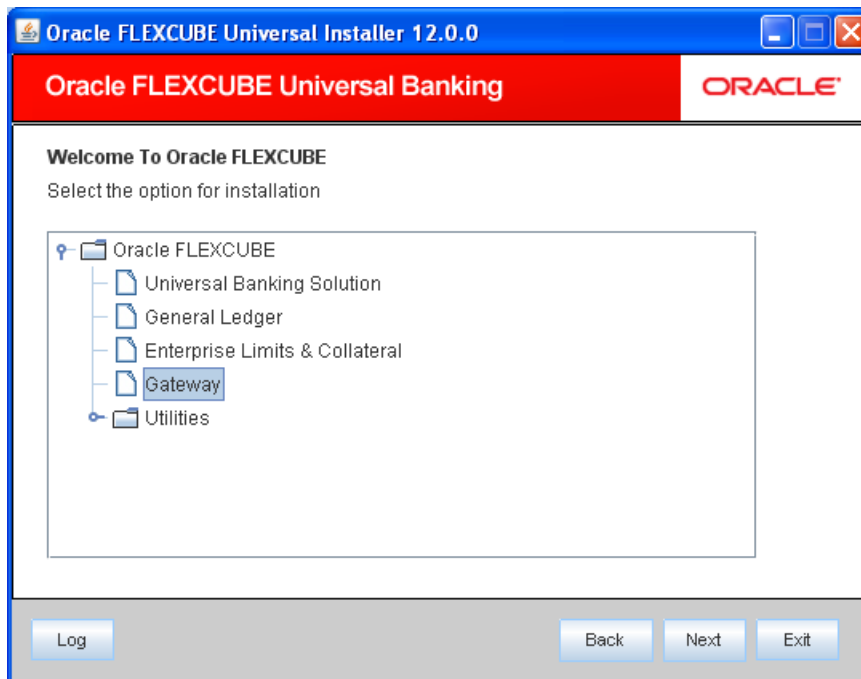 Oracle FLEXCUBE Universal Installer 12.0.0
Oracle FLEXCUBE Universal Banking
ORACLE
Welcome To Oracle FLEXCUBE
Select the option for installation
Oracle FLEXCUBE
Universal Banking Solution
General Ledger
Enterprise Limits & Collateral
Gateway
Utilities
Log Back Next Exit